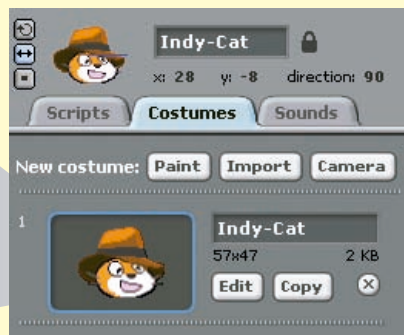 Indy-Cat
x: 28 y: -8 direction: 90
Scripts Costumes Sounds
New costume: Paint Import Camera
1
Indy-Cat
57x47 2 KB
Edit Copy